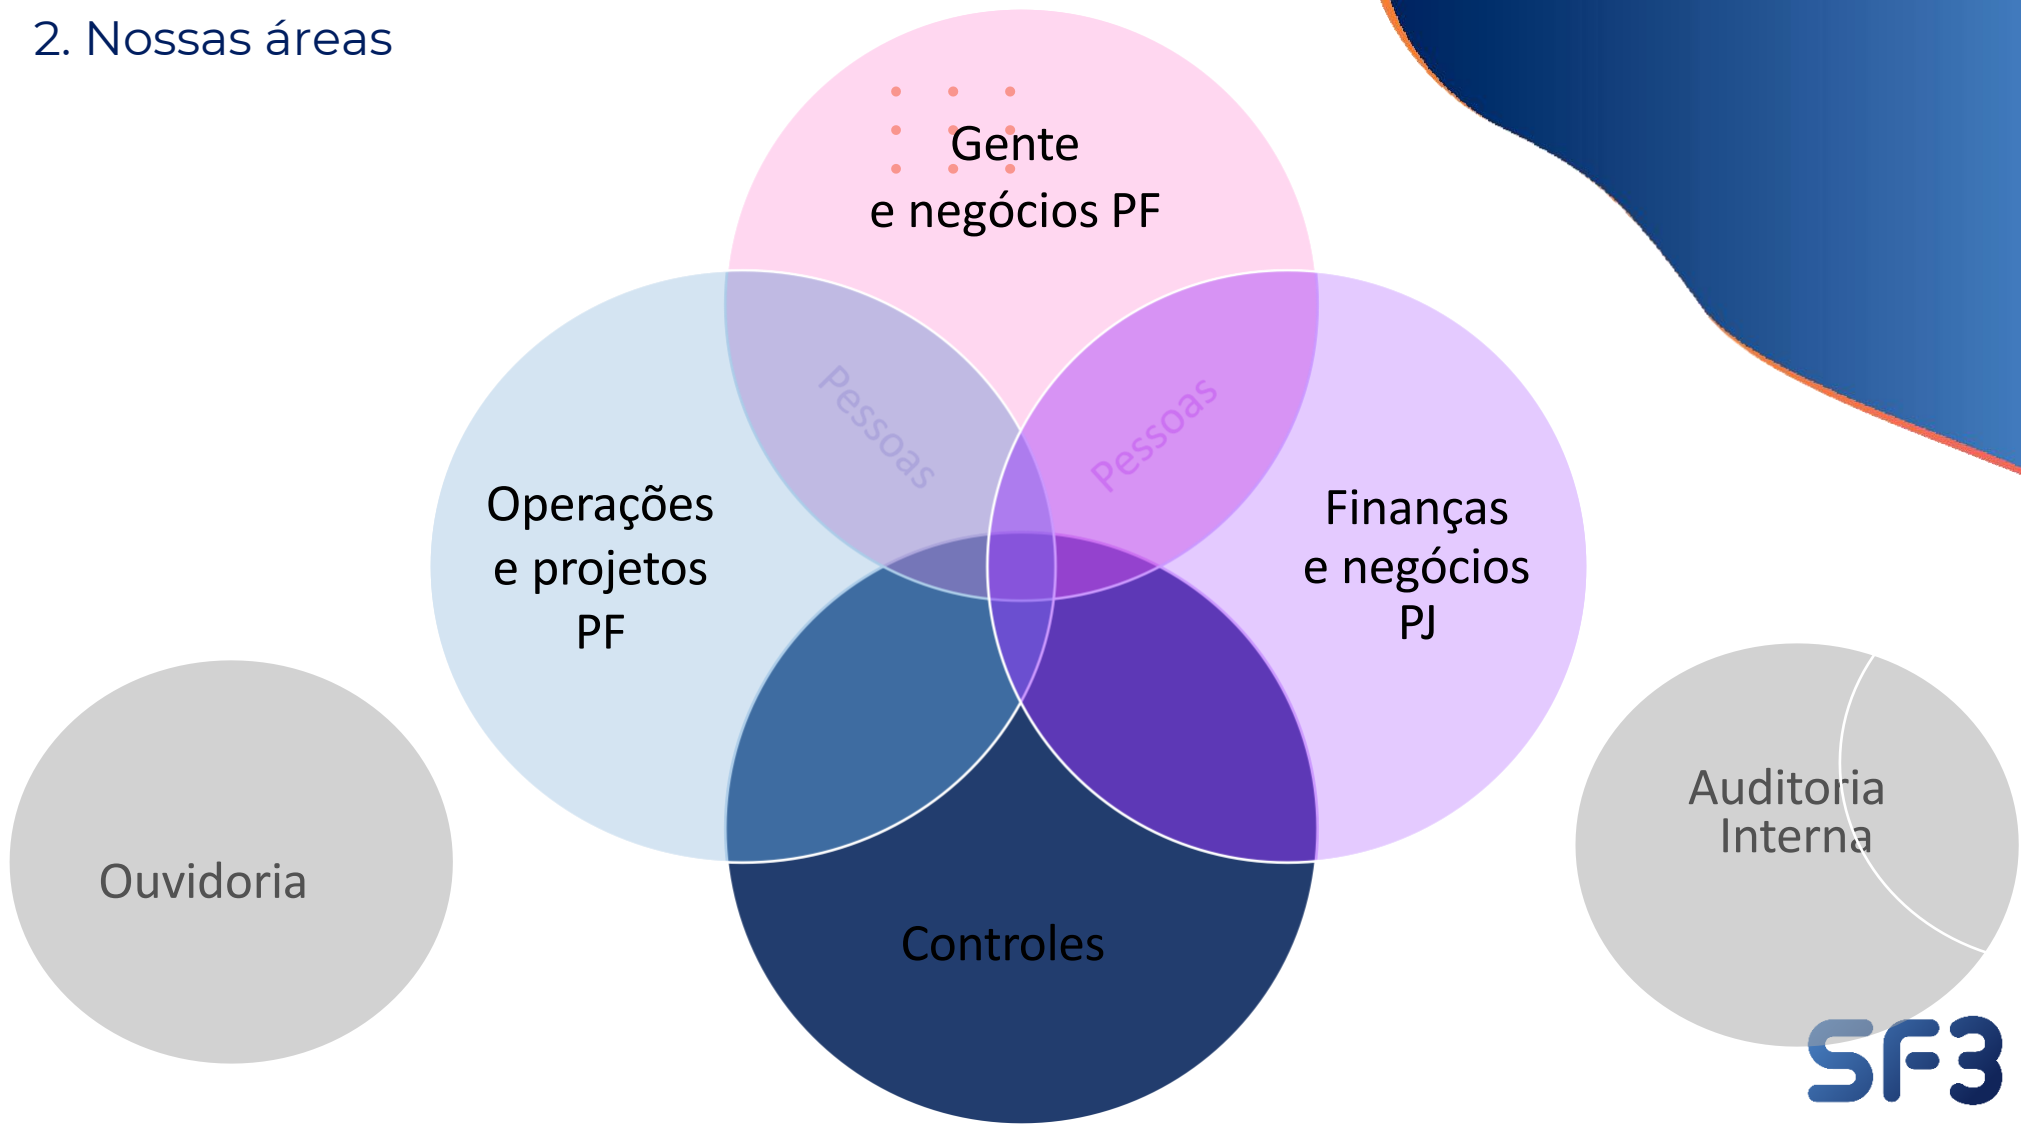 2. Nossas áreas
Gente
e negócios PF
Pessoas
Pessoas
Operações
e projetos
PF
Finanças
e negócios
PJ
Ouvidoria
Auditoria
Interna
Controles
SF3